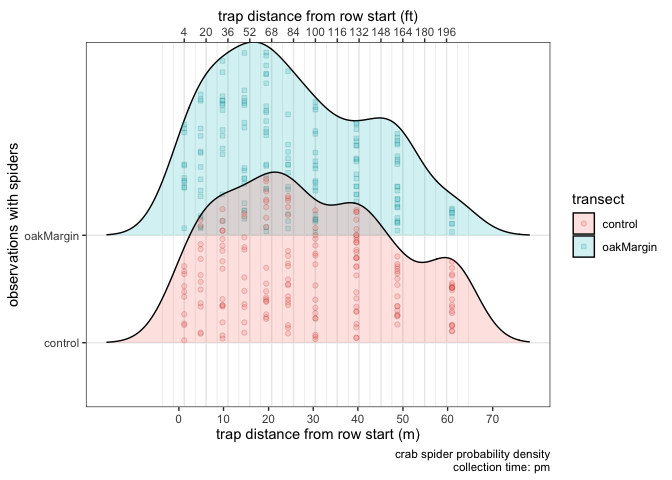 trap distance from row start (ft)
4 20 36 52 68 84 100 116 132 148 164 180 196
observations with spiders
oakMargin
control
transect
control
oakMargin
0 10 20 30 40 50 60 70
trap distance from row start (m)
crab spider probability density
collection time: pm